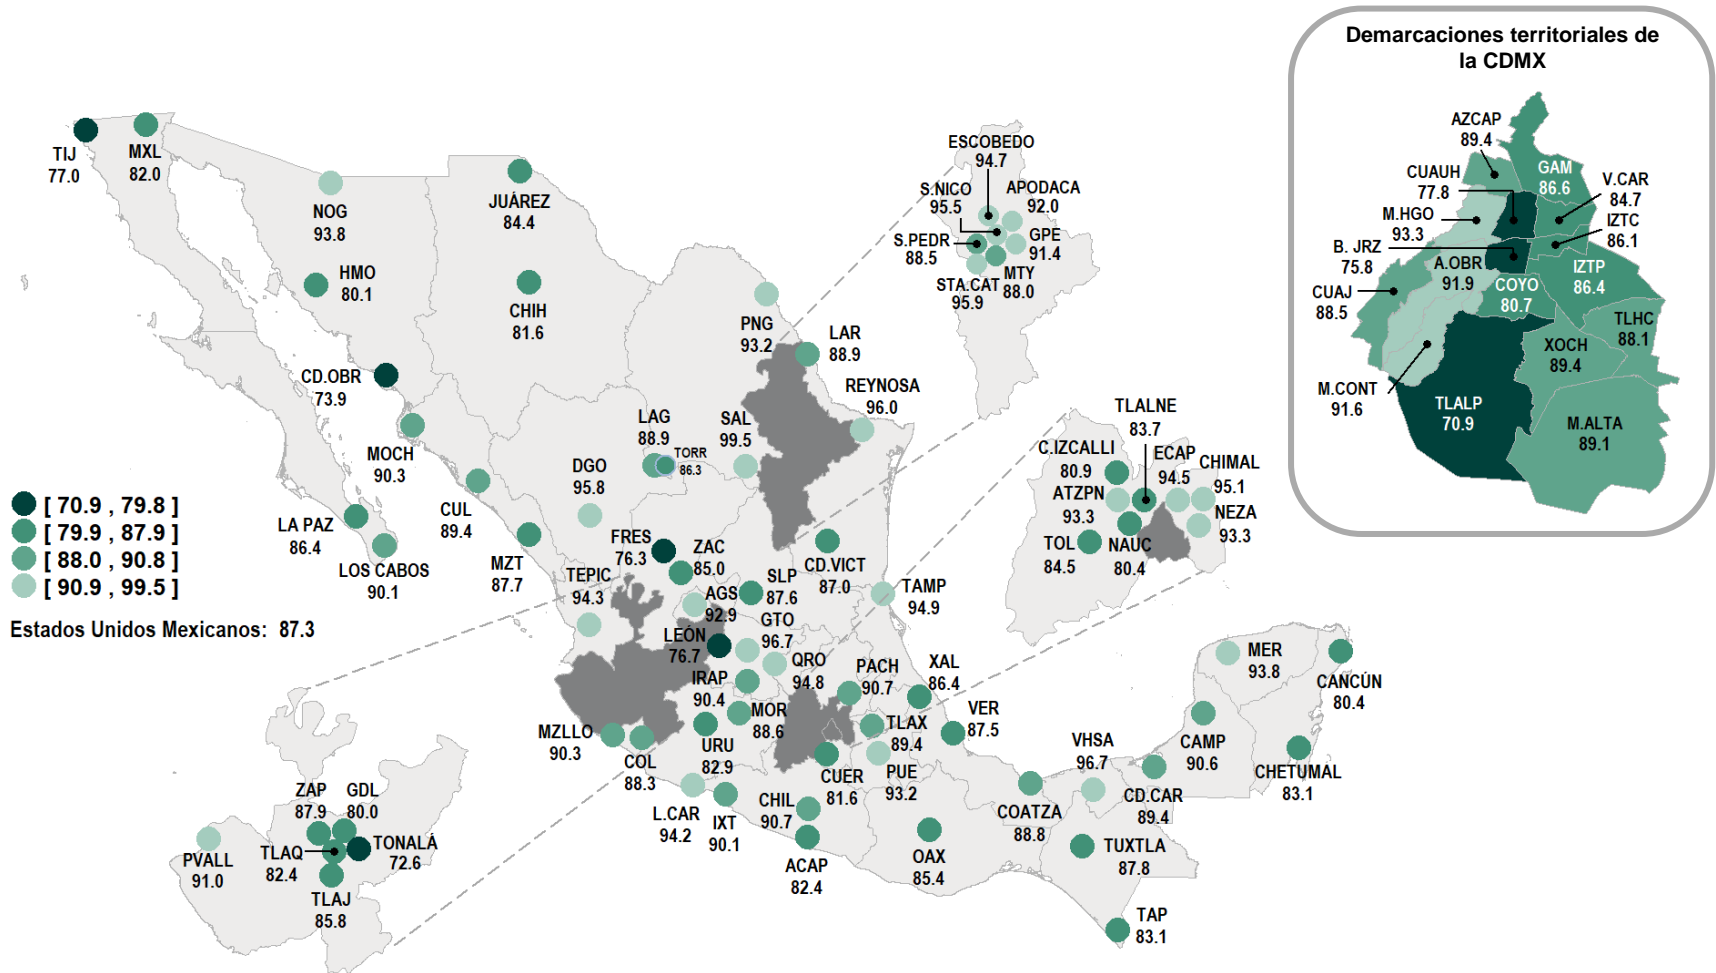 Demarcaciones territoriales de
la CDMX
AZCAP
89.4
CUAUH
77.8
GAM
86.6
V.CAR
84.7
M.HGO
93.3
IZTC
86.1
B. JRZ
75.8
A.OBR
91.9
IZTP
86.4
CUAJ
88.5
COYO
80.7
TLHC
88.1
XOCH
89.4
M.CONT
91.6
TLALP
70.9
M.ALTA
89.1
TIJ
77.0
MXL
82.0
NOG
93.8
HMO
80.1
JUÁREZ
84.4
CHIH
81.6
CD.OBR
73.9
MOCH
90.3
CUL
89.4
LA PAZ
86.4
LOS CABOS
90.1
MZT
87.7
ESCOBEDO
94.7
S.NICO
95.5
APODACA
92.0
S.PEDR
88.5
GPE
91.4
STA.CAT
95.9
MTY
88.0
PNG
93.2
LAR
88.9
REYNOSA
96.0
LAG
88.9
TORR
86.3
SAL
99.5
DGO
95.8
FRES
76.3
ZAC
85.0
SLP
87.6
CD.VICT
87.0
TAMP
94.9
TEPIC
94.3
AGS
92.9
LEÓN
76.7
GTO
96.7
QRO
94.8
IRAP
90.4
PACH
90.7
XAL
86.4
MOR
88.6
TLAX
89.4
VER
87.5
MZLLO
90.3
COL
88.3
URU
82.9
CUER
81.6
PUE
93.2
L.CAR
94.2
IXT
90.1
CHIL
90.7
ACAP
82.4
OAX
85.4
COATZA
88.8
VHSA
96.7
CD.CAR
89.4
CAMP
90.6
MER
93.8
CANCÚN
80.4
CHETUMAL
83.1
TUXTLA
87.8
TAP
83.1
TLALNE
83.7
C.IZCALLI
80.9
ECAP
94.5
CHIMAL
95.1
ATZPN
93.3
NEZA
93.3
TOL
84.5
NAUC
80.4
ZAP
87.9
GDL
80.0
TONALÁ
72.6
PVALL
91.0
TLAQ
82.4
TLAJ
85.8
[ 70.9 , 79.8 ]
[ 79.9 , 87.9 ]
[ 88.0 , 90.8 ]
[ 90.9 , 99.5 ]
Estados Unidos Mexicanos: 87.3